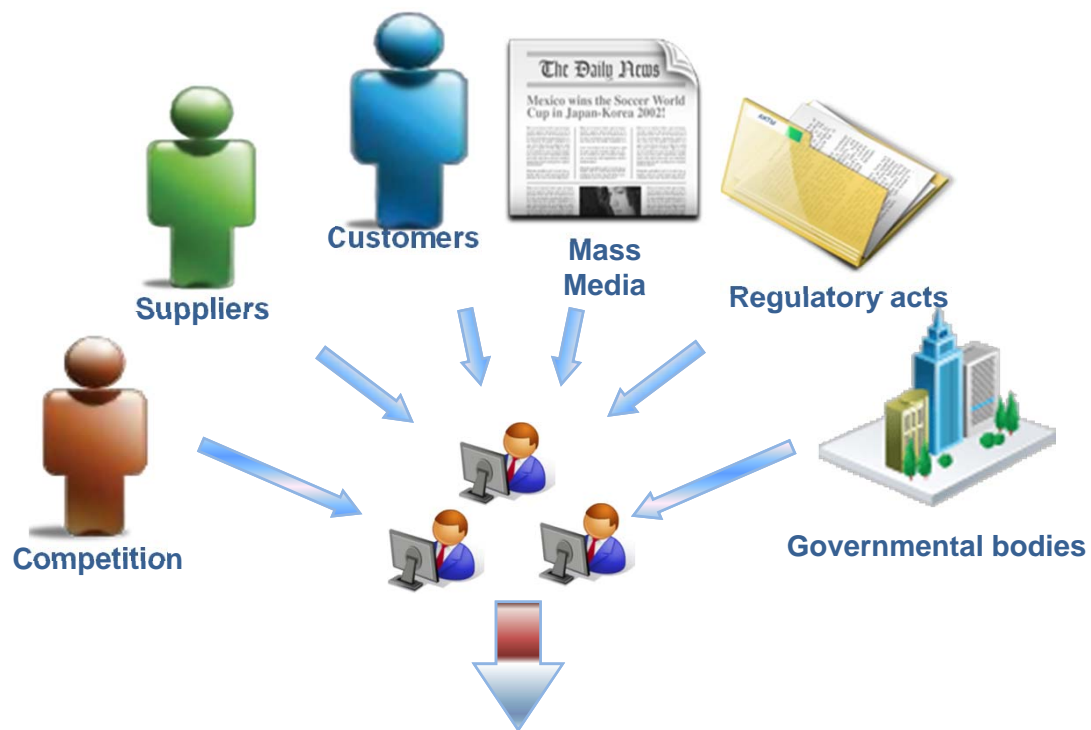 The Daily News
Mexico wins the Soccer World
Cup in Japan-Korea 2002!
Customers
Mass
Media
Suppliers
Regulatory acts
Competition
Governmental bodies